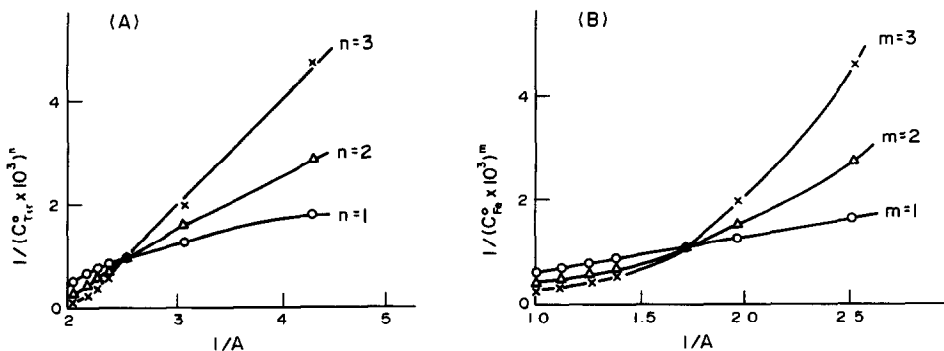 (A)
n=3
n=2
n=1
4
2
0
2
3
4
5
1/A
1/(C°Tir x 10³)ⁿ
(B)
m=3
m=2
m=1
4
2
0
1.0
1.5
2.0
2.5
1/A
1/(C°Fe x 10³)ᵐ